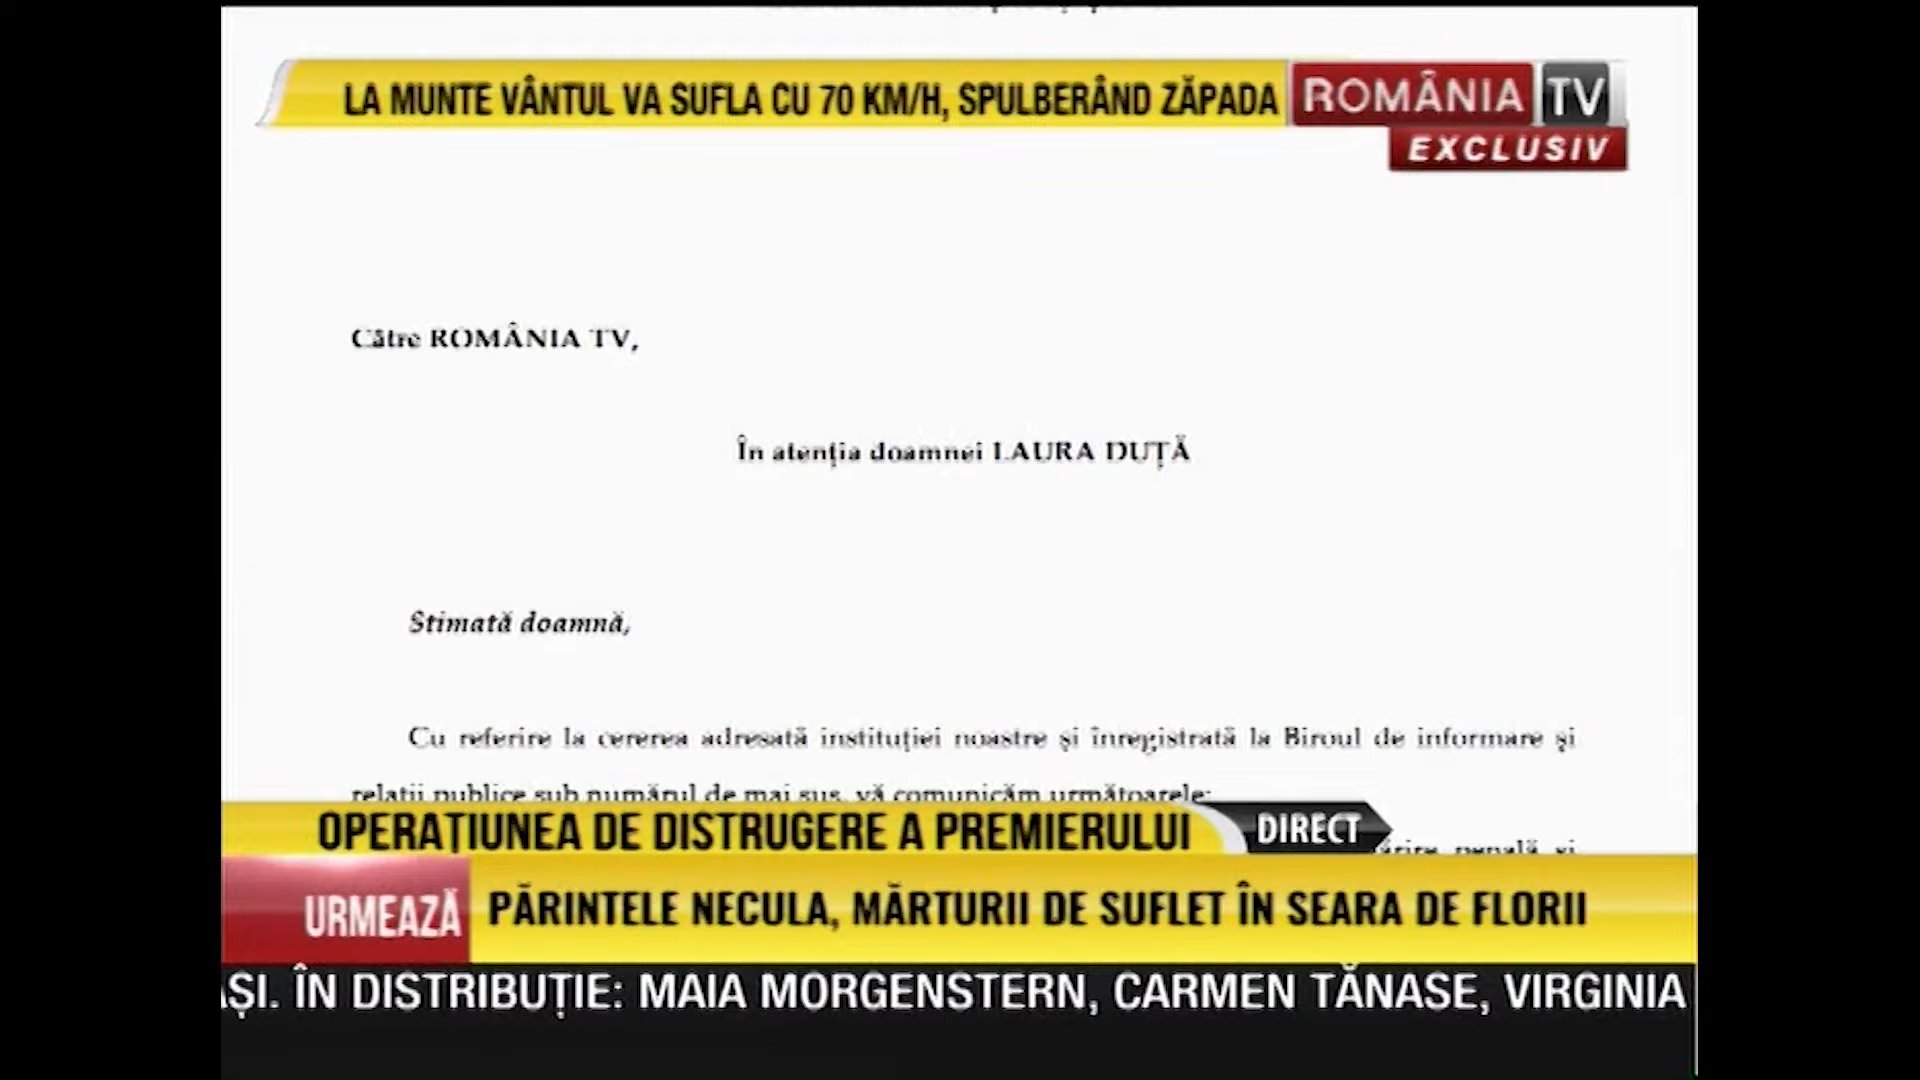 LA MUNTE VÂNTUL VA SUFLA CU 70 KM/H, SPULBERÂND ZĂPADA
ROMÂNIA TV
EXCLUSIV
Către ROMÂNIA TV,
În atenția doamnei LAURA DUȚĂ
Stimată doamnă,
Cu referire la cererea adresată instituției noastre și înregistrată la Biroul de informare și
relații publice sub numărul de mai sus, vă comunicăm următoarele:
penală și
OPERAȚIUNEA DE DISTRUGERE A PREMIERULUI
DIRECT
URMEAZĂ
PĂRINTELE NECULA, MĂRTURII DE SUFLET ÎN SEARA DE FLORII
ȘI. ÎN DISTRIBUȚIE: MAIA MORGENSTERN, CARMEN TĂNASE, VIRGINIA